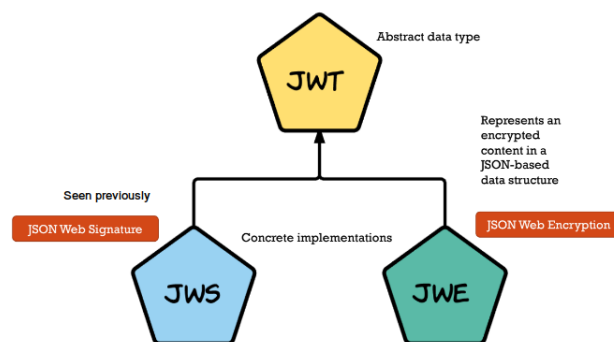 Abstract data type
JWT
Represents an
encrypted
content in a
JSON-based
data structure
Seen previously
JSON Web Signature
Concrete implementations
JSON Web Encryption
JWS
JWE